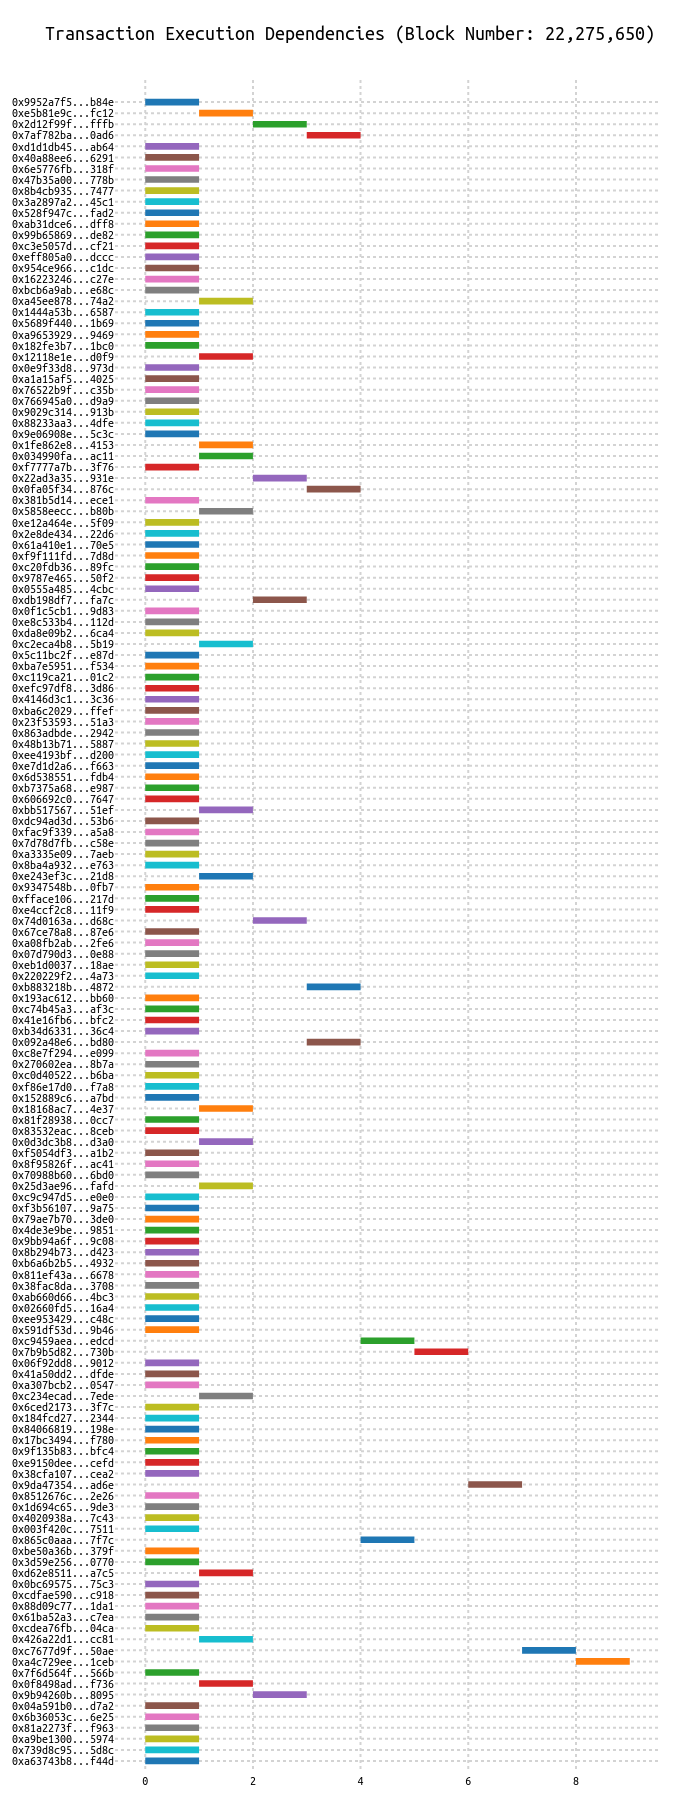 Transaction Execution Dependencies (Block Number: 22,275,650)
0x9952a7f5...b84e
0xe5b81e9c...fc12
0x2d12f99f...fffb
0x7af782ba...0ad6
0xd1d1db45...ab64
0x40a88ee6...6291
0x6e5776fb...318f
0x47b35a00...778b
0x8b4cb935...7477
0x3a2897a2...45c1
0x528f947c...fad2
0xab31dce6...dff8
0x99b65869...de82
0xc3e5057d...cf21
0xeff805a0...dccc
0x954ce966...c1dc
0x16223246...c27e
0xbcb6a9ab...e68c
0xa45ee878...74a2
0x1444a53b...6587
0x5689f440...1b69
0xa9653929...9469
0x182fe3b7...1bc0
0x12118e1e...d0f9
0x0e9f33d8...973d
0xa1a15af5...4025
0x76522b9f...c35b
0x766945a0...d9a9
0x9029c314...913b
0x88233aa3...4dfe
0x9e06908e...5c3c
0x1fe862e8...4153
0x034990fa...ac11
0xf7777a7b...3f76
0x22ad3a35...931e
0x0fa05f34...876c
0x381b5d14...ece1
0x5858eecc...b80b
0xe12a464e...5f09
0x2e8de434...22d6
0x61a410e1...70e5
0xf9f111fd...7d8d
0xc20fdb36...89fc
0x9787e465...50f2
0x0555a485...4cbc
0xdb198df7...fa7c
0x0f1c5cb1...9d83
0xe8c533b4...112d
0xda8e09b2...6ca4
0xc2eca4b8...5b19
0x5c11bc2f...e87d
0xba7e5951...f534
0xc119ca21...01c2
0xefc97df8...3d86
0x4146d3c1...3c36
0xba6c2029...ffef
0x23f53593...51a3
0x863adbde...2942
0x48b13b71...5887
0xee4193bf...d200
0xe7d1d2a6...f663
0x6d538551...fdb4
0xb7375a68...e987
0x606692c0...7647
0xbb517567...51ef
0xdc94ad3d...53b6
0xfac9f339...a5a8
0x7d78d7fb...c58e
0xa3335e09...7aeb
0x8ba4a932...e763
0xe243ef3c...21d8
0x9347548b...0fb7
0xfface106...217d
0xe4ccf2c8...11f9
0x74d0163a...d68c
0x67ce78a8...87e6
0xa08fb2ab...2fe6
0x07d790d3...0e88
0xeb1d0037...18ae
0x220229f2...4a73
0xb883218b...4872
0x193ac612...bb60
0xc74b45a3...af3c
0x41e16fb6...bfc2
0xb34d6331...36c4
0x092a48e6...bd80
0xc8e7f294...e099
0x270602ea...8b7a
0xc0d40522...b6ba
0xf86e17d0...f7a8
0x152889c6...a7bd
0x18168ac7...4e37
0x81f28938...0cc7
0x83532eac...8ceb
0x0d3dc3b8...d3a0
0xf5054df3...a1b2
0x8f95826f...ac41
0x70988b60...6bd0
0x25d3ae96...fafd
0xc9c947d5...e0e0
0xf3b56107...9a75
0x79ae7b70...3de0
0x4de3e9be...9851
0x9bb94a6f...9c08
0x8b294b73...d423
0xb6a6b2b5...4932
0x811ef43a...6678
0x38fac8da...3708
0xab660d66...4bc3
0x02660fd5...16a4
0xee953429...c48c
0x591df53d...9b46
0xc9459aea...edcd
0x7b9b5d82...730b
0x06f92dd8...9012
0x41a50dd2...dfde
0xa307bcb2...0547
0xc234ecad...7ede
0x6ced2173...3f7c
0x184fcd27...2344
0x84066819...198e
0x17bc3494...f780
0x9f135b83...bfc4
0xe9150dee...cefd
0x38cfa107...cea2
0x9da47354...ad6e
0x8512676c...2e26
0x1d694c65...9de3
0x4020938a...7c43
0x003f420c...7511
0x865c0aaa...7f7c
0xbe50a36b...379f
0x3d59e256...0770
0xd62e8511...a7c5
0x0bc69575...75c3
0xcdfae590...c918
0x88d09c77...1da1
0x61ba52a3...c7ea
0xcdea76fb...04ca
0x426a22d1...cc81
0xc7677d9f...50ae
0xa4c729ee...1ceb
0x7f6d564f...566b
0x0f8498ad...f736
0x9b94260b...8095
0x04a591b0...d7a2
0x6b36053c...6e25
0x81a2273f...f963
0xa9be1300...5974
0x739d8c95...5d8c
0xa63743b8...f44d
0 2 4 6 8